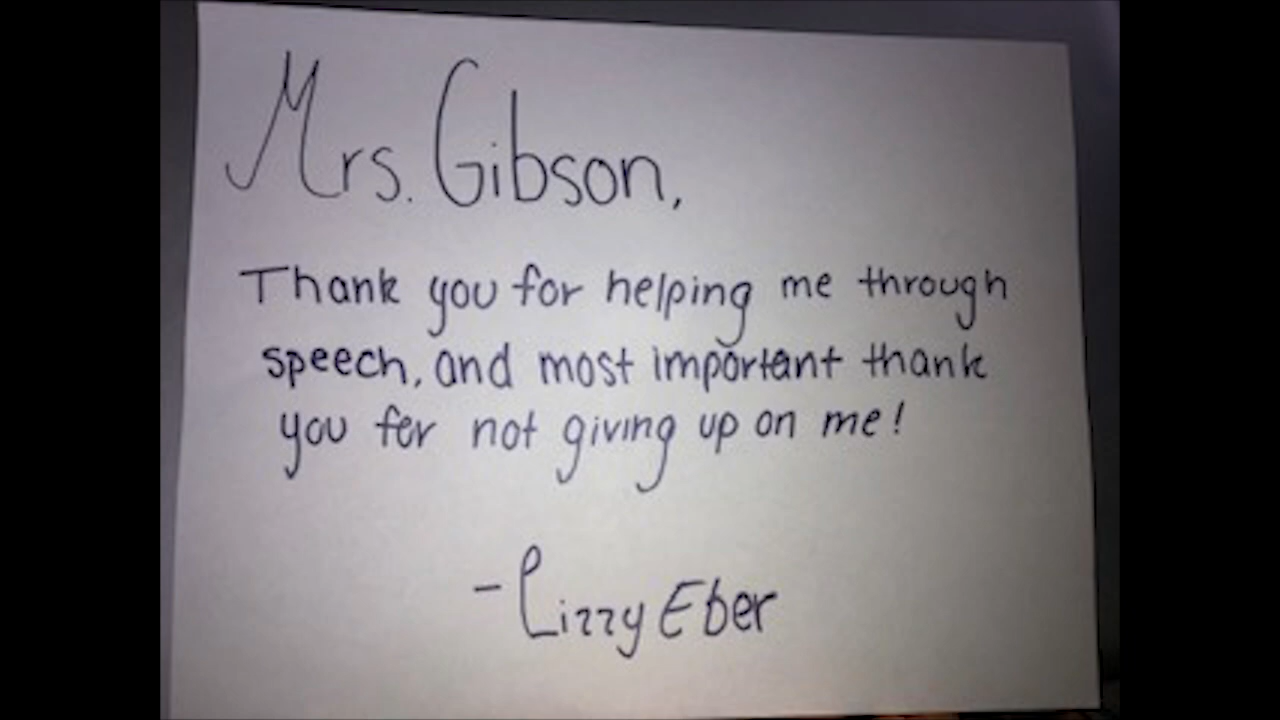 Mrs. Gibson,
Thank you for helping me through
speech, and most important thank
you for not giving up on me!
- Lizzy Eber